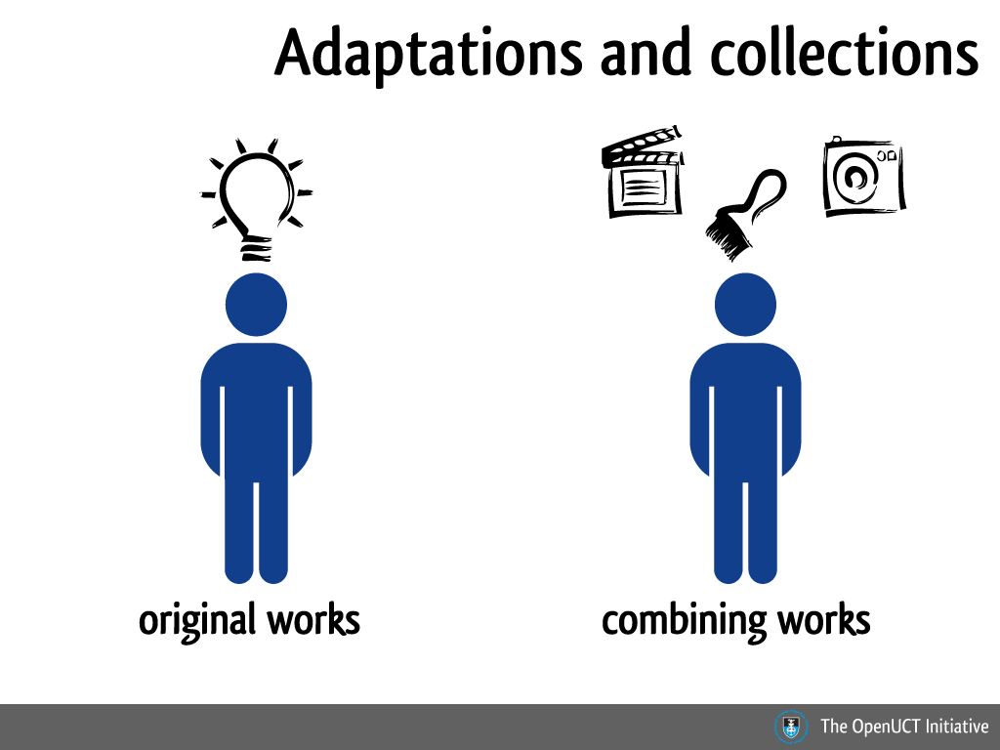 Adaptations and collections
original works
combining works
The OpenUCT Initiative